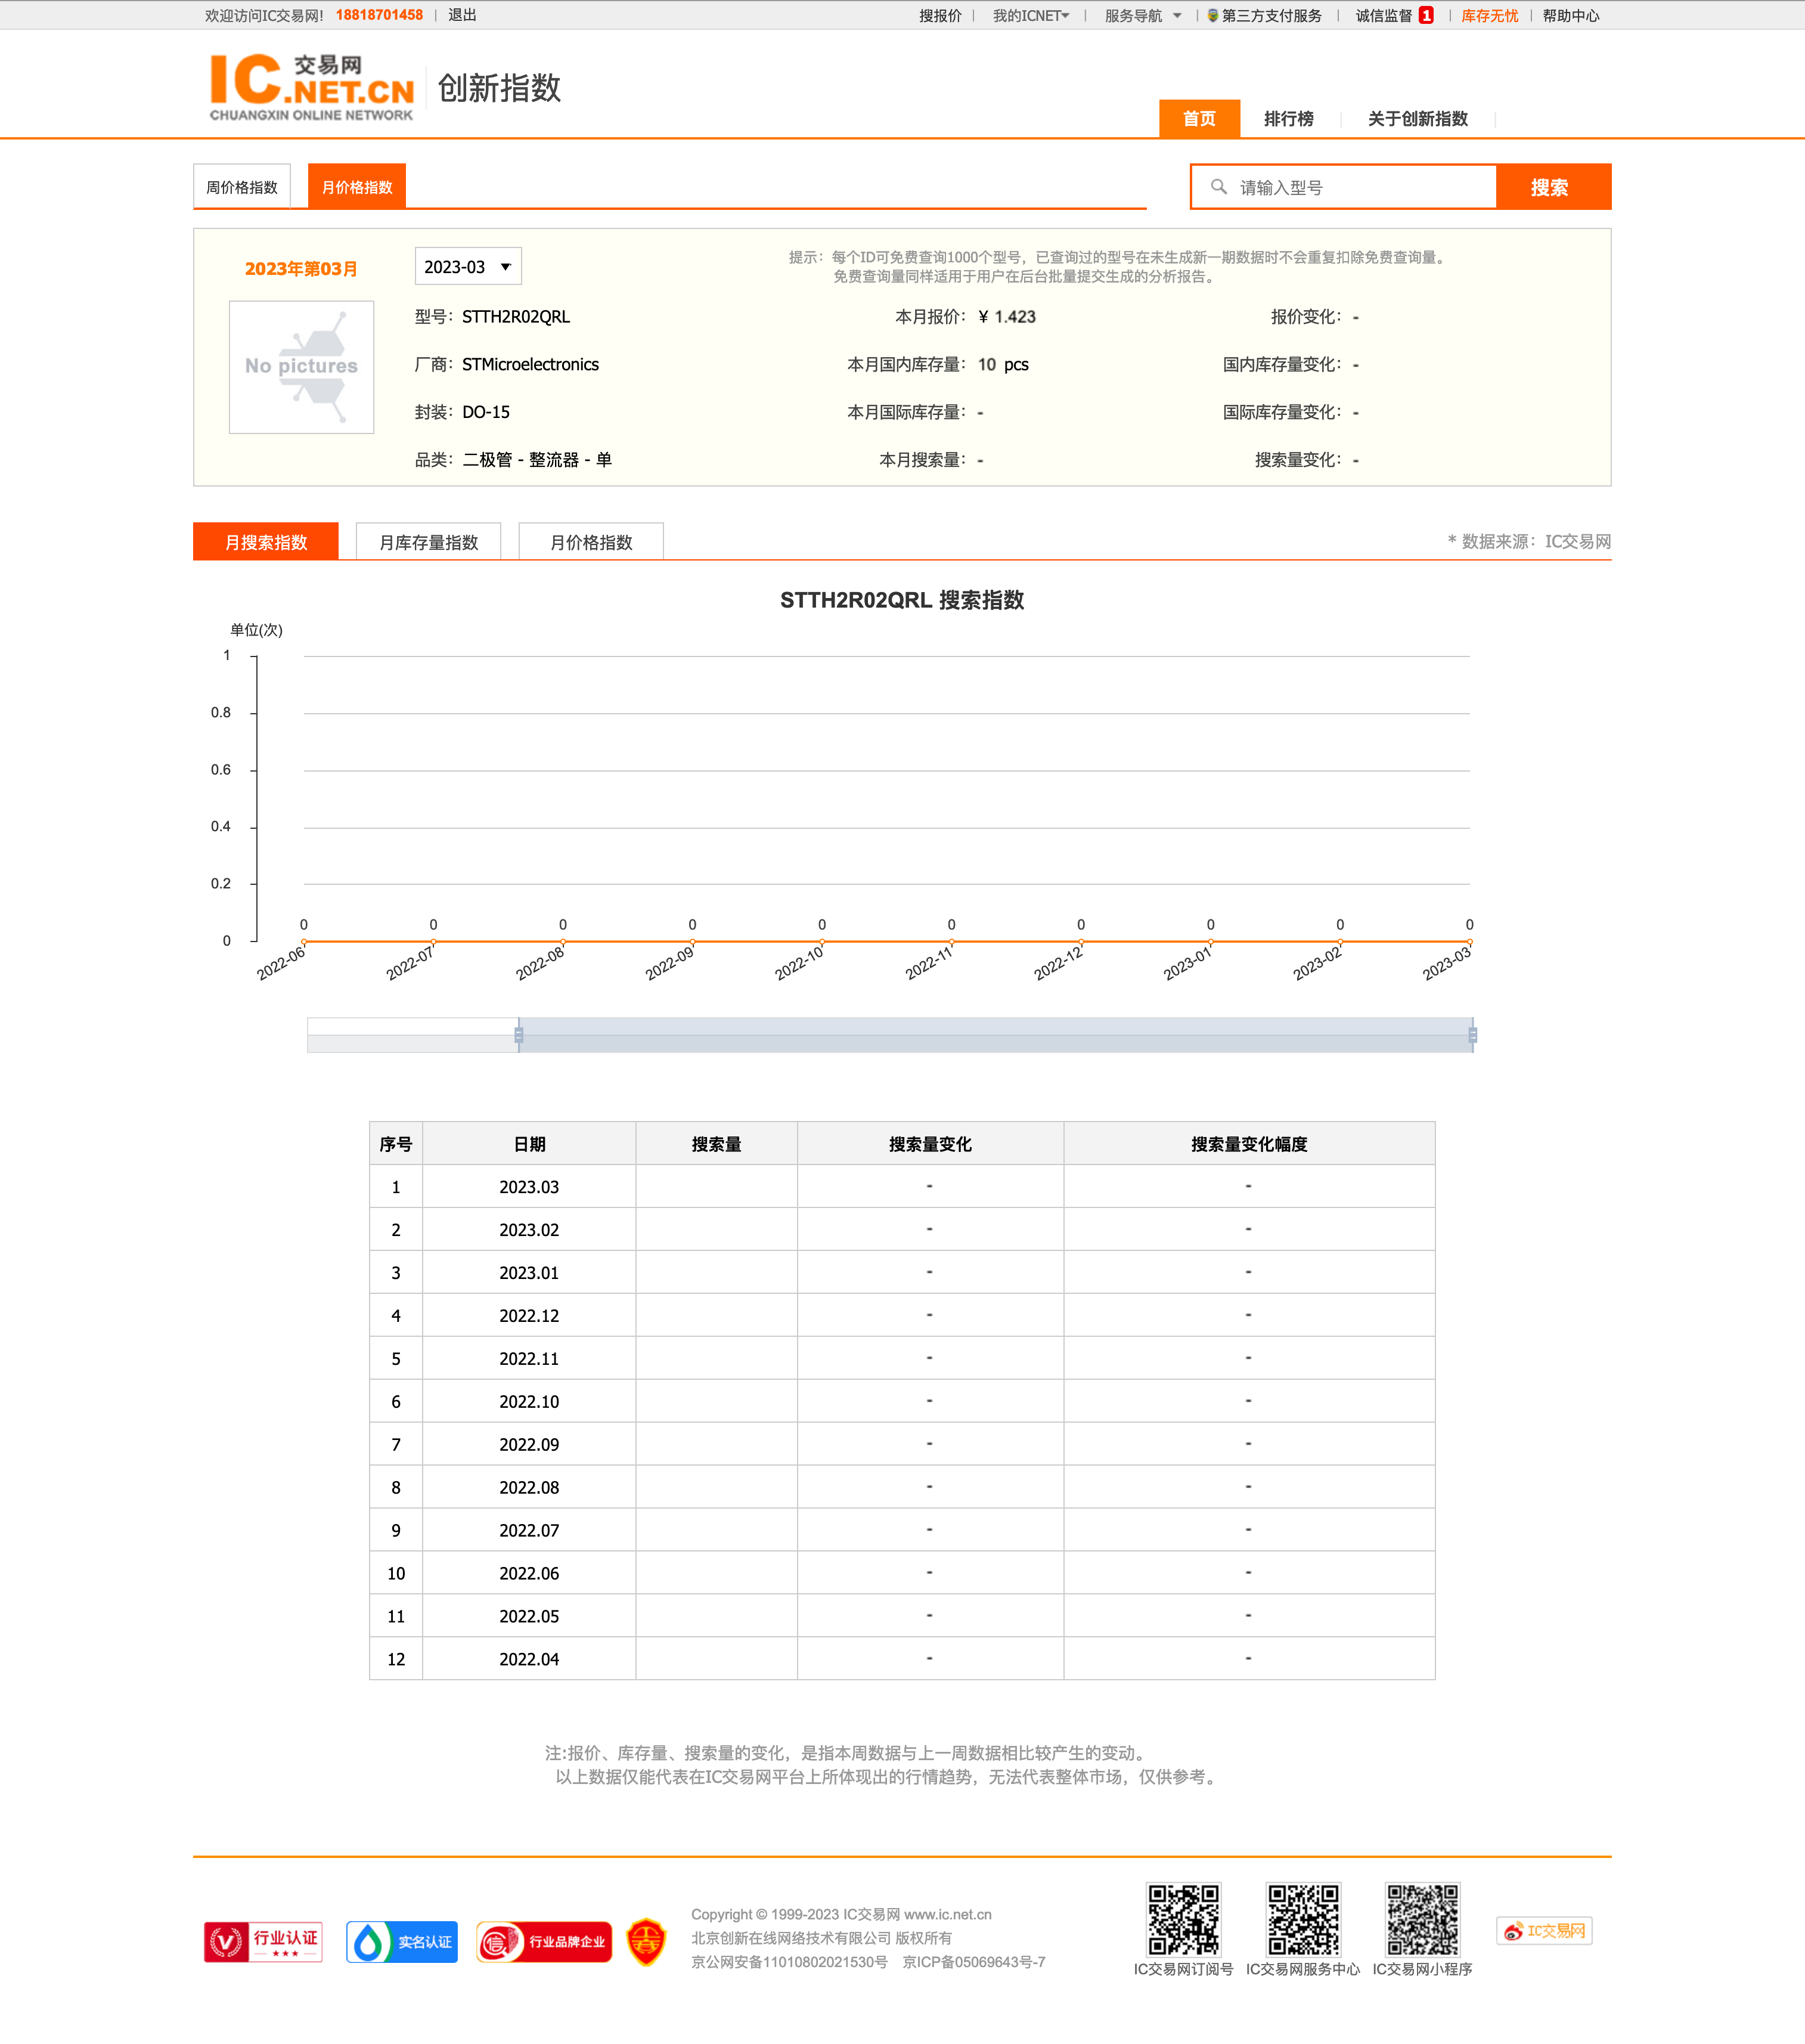 欢迎访问IC交易网! 18818701458 | 退出
搜报价 | 我的ICNET | 服务导航 | 第三方支付服务 | 诚信监督 1 | 库存无忧 | 帮助中心
IC交易网
.NET.CN
CHUANGXIN ONLINE NETWORK
创新指数
首页 排行榜 关于创新指数
周价格指数 月价格指数
请输入型号 搜索
2023年第03月 2023-03
提示：每个ID可免费查询1000个型号，已查询过的型号在未生成新一期数据时不会重复扣除免费查询量。
免费查询量同样适用于用户在后台批量提交生成的分析报告。
No pictures
型号：STTH2R02QRL 本月报价：¥ 1.423 报价变化：-
厂商：STMicroelectronics 本月国内库存量：10 pcs 国内库存量变化：-
封装：DO-15 本月国际库存量：- 国际库存量变化：-
品类：二极管 - 整流器 - 单 本月搜索量：- 搜索量变化：-
月搜索指数 月库存量指数 月价格指数
* 数据来源：IC交易网
STTH2R02QRL 搜索指数
单位(次)
1
0.8
0.6
0.4
0.2
0
0 0 0 0 0 0 0 0 0 0
2022-06 2022-07 2022-08 2022-09 2022-10 2022-11 2022-12 2023-01 2023-02 2023-03
序号 日期 搜索量 搜索量变化 搜索量变化幅度
1 2023.03 - -
2 2023.02 - -
3 2023.01 - -
4 2022.12 - -
5 2022.11 - -
6 2022.10 - -
7 2022.09 - -
8 2022.08 - -
9 2022.07 - -
10 2022.06 - -
11 2022.05 - -
12 2022.04 - -
注:报价、库存量、搜索量的变化，是指本周数据与上一周数据相比较产生的变动。
以上数据仅能代表在IC交易网平台上所体现出的行情趋势，无法代表整体市场，仅供参考。
行业认证
实名认证
信 行业品牌企业
Copyright © 1999-2023 IC交易网 www.ic.net.cn
北京创新在线网络技术有限公司 版权所有
京公网安备11010802021530号 京ICP备05069643号-7
IC交易网订阅号 IC交易网服务中心 IC交易网小程序
IC交易网